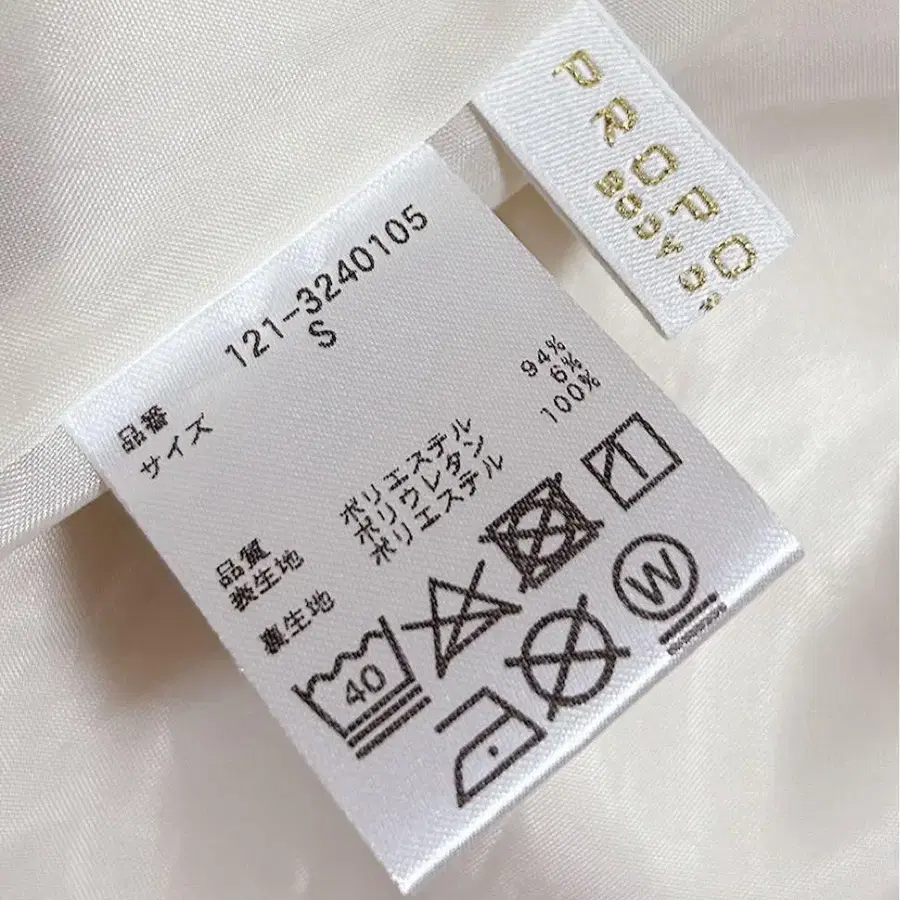 PROPO
BODY D
品番 121-3240105
サイズ S
品質
表生地 ポリエステル 94%
ポリウレタン 6%
裏生地 ポリエステル 100%
40
W